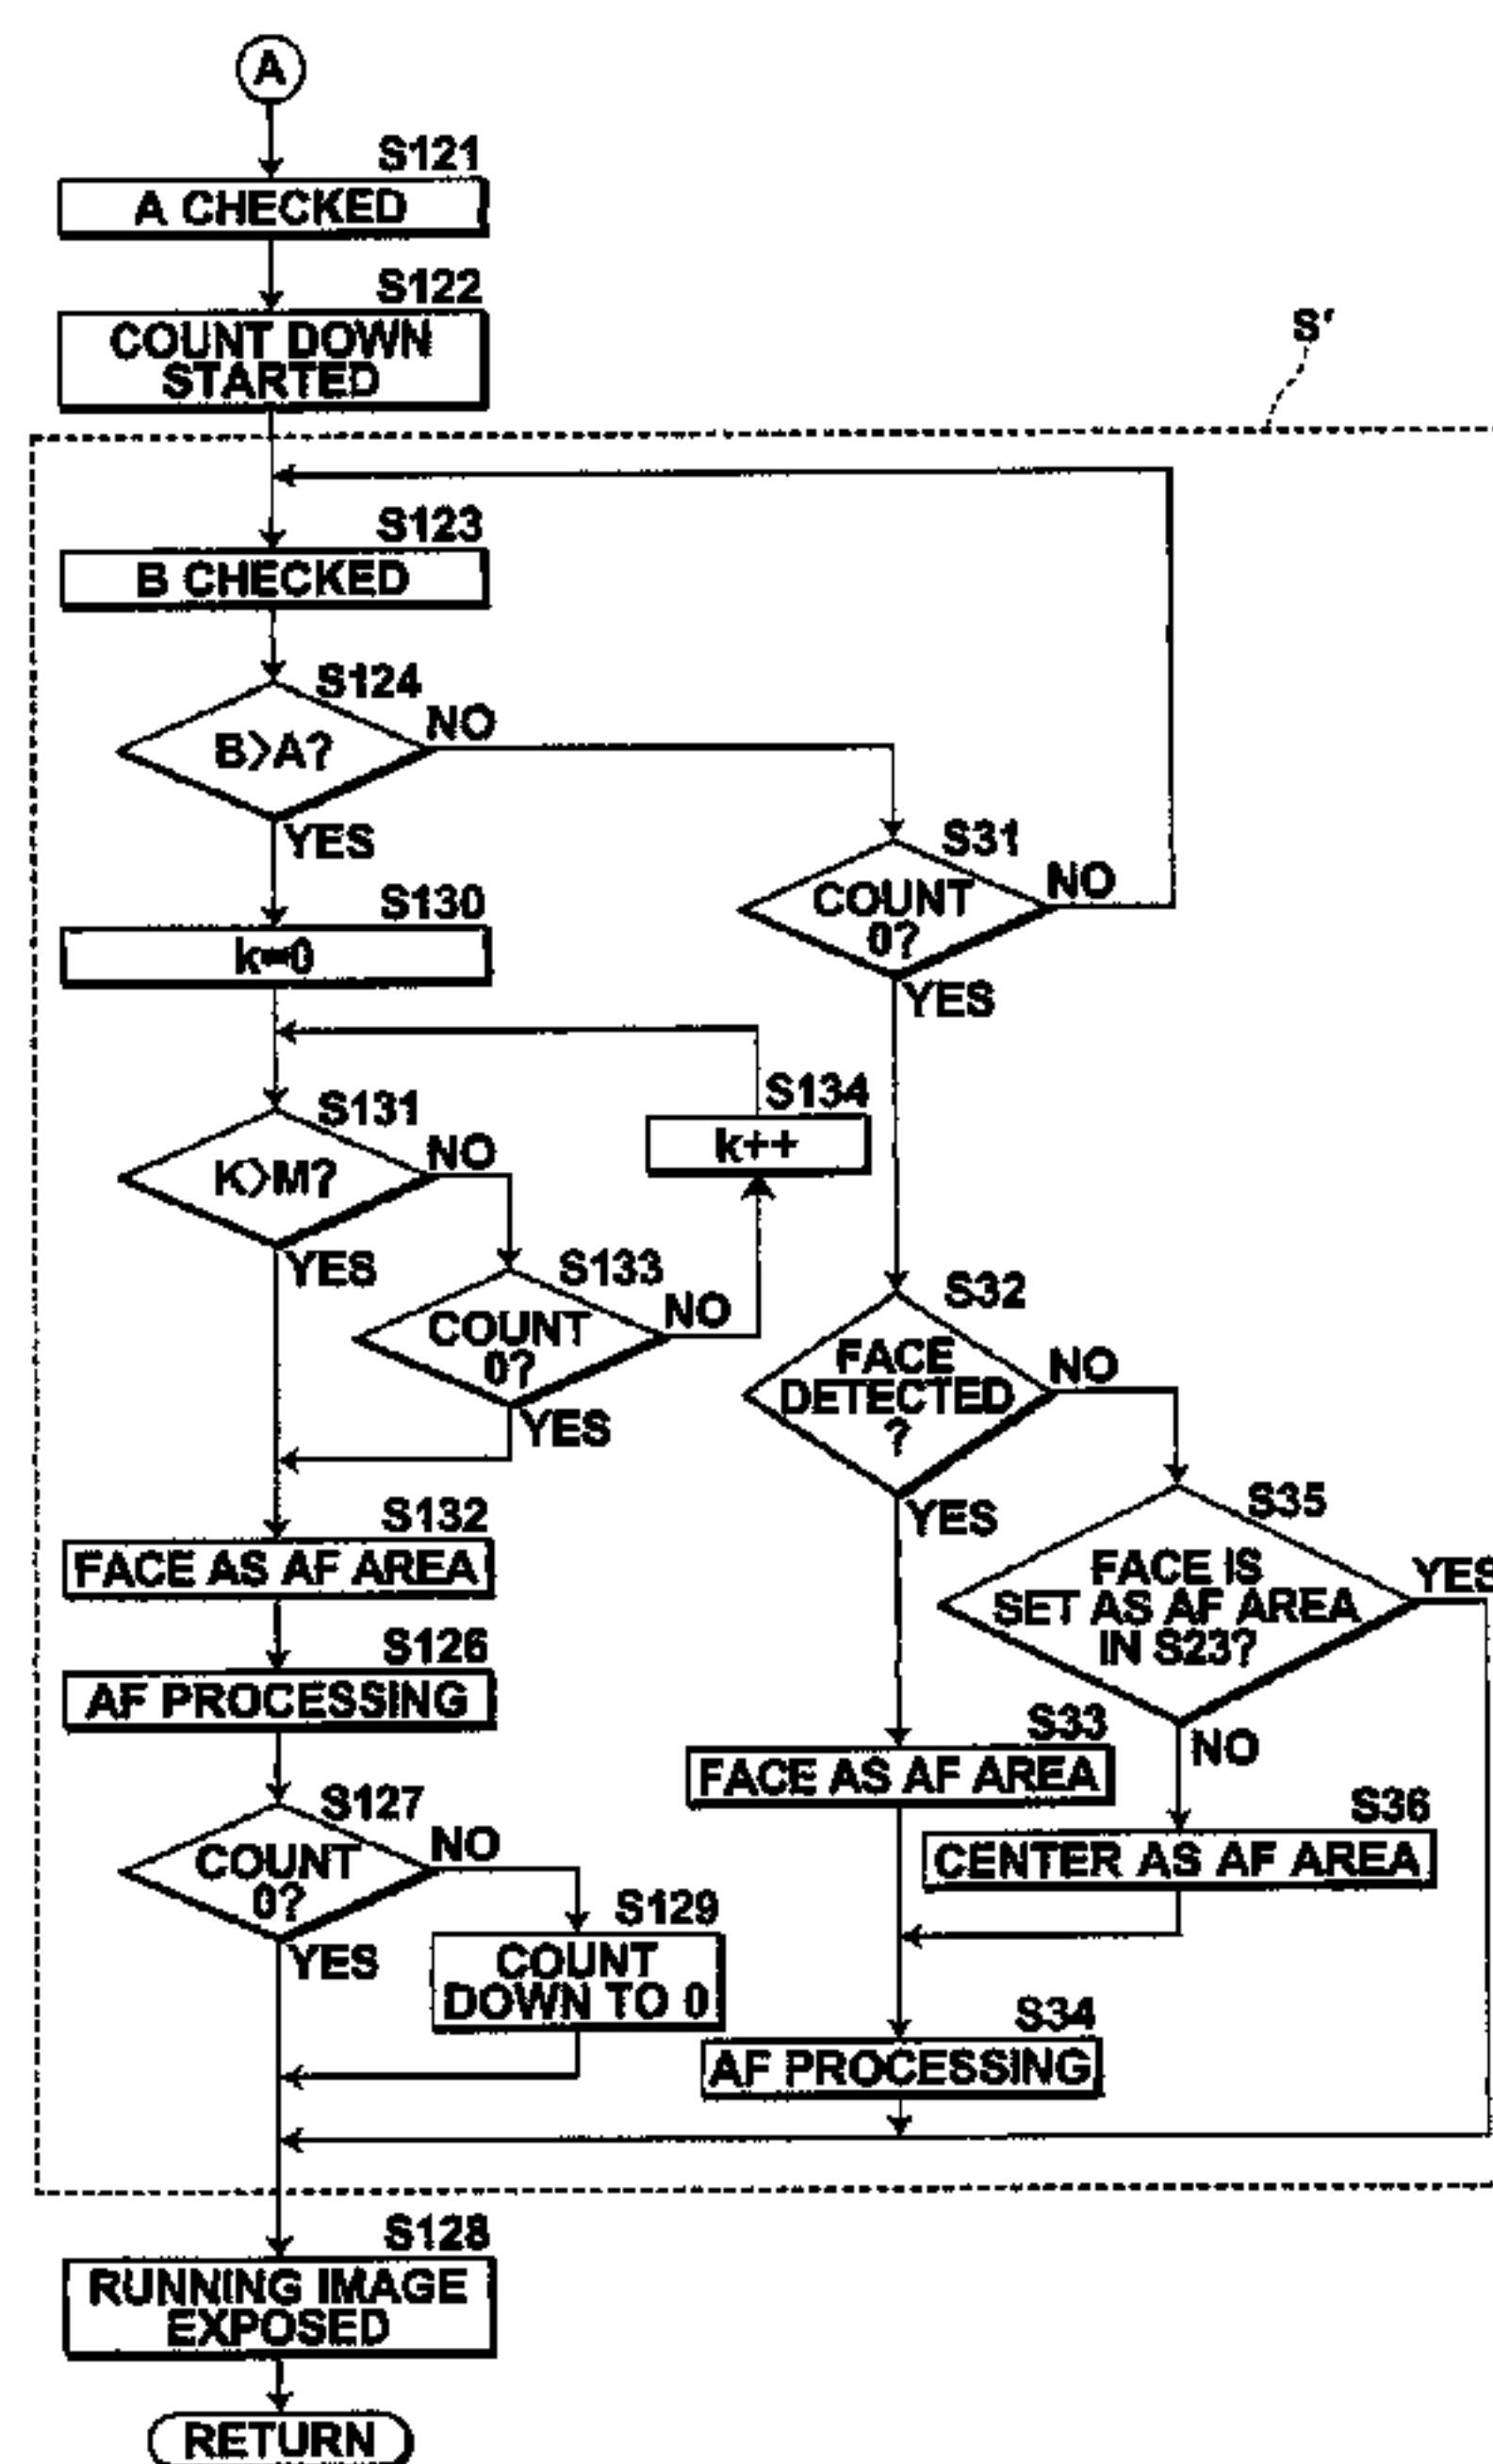 A
S121
A CHECKED
S122
COUNT DOWN
STARTED
S'
S123
B CHECKED
S124
B>A?
NO
YES
S31
COUNT
0?
NO
YES
S130
k=0
S131
K>M?
NO
YES
S134
k++
S133
COUNT
0?
NO
YES
S32
FACE
DETECTED
?
NO
YES
S35
FACE IS
SET AS AF AREA
IN S23?
YES
NO
S132
FACE AS AF AREA
S126
AF PROCESSING
S33
FACE AS AF AREA
S36
CENTER AS AF AREA
S127
COUNT
0?
NO
YES
S129
COUNT
DOWN TO 0
S34
AF PROCESSING
S128
RUNNING IMAGE
EXPOSED
RETURN